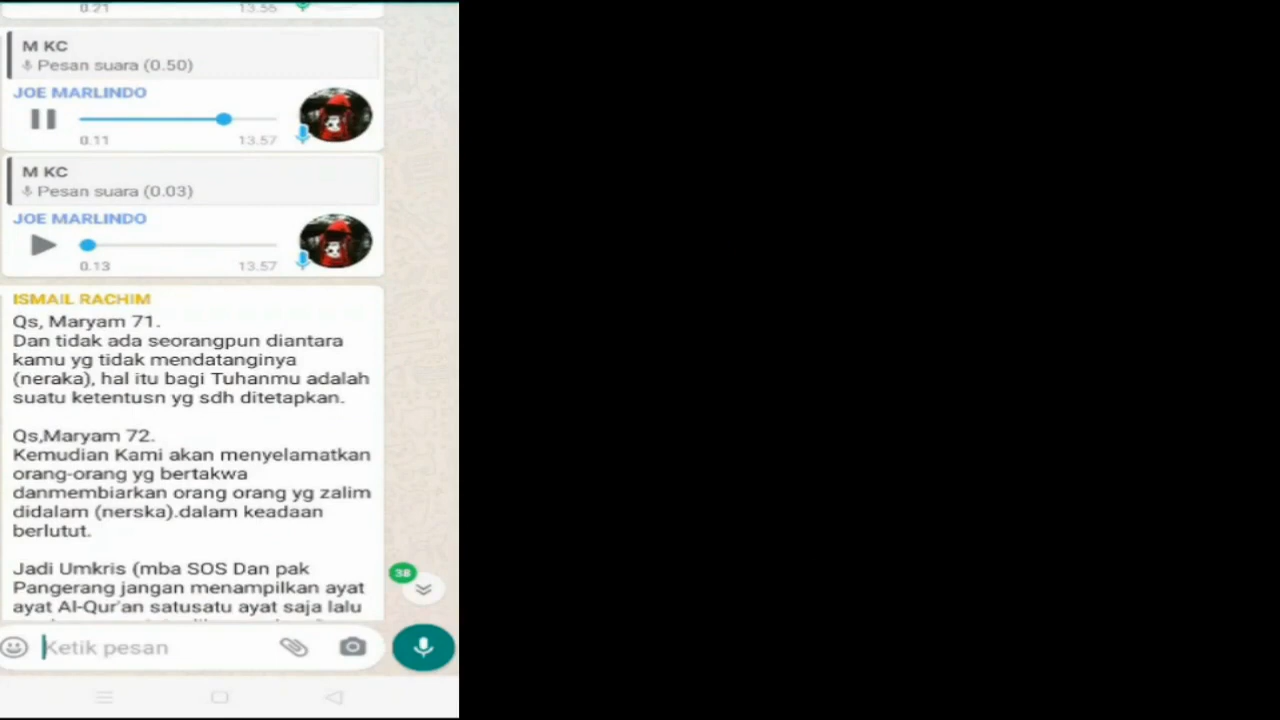 0.21 13.55
M KC
Pesan suara (0.50)
JOE MARLINDO
0.11 13.57
M KC
Pesan suara (0.03)
JOE MARLINDO
0.13 13.57
ISMAIL RACHIM
Qs, Maryam 71.
Dan tidak ada seorangpun diantara
kamu yg tidak mendatanginya
(neraka), hal itu bagi Tuhanmu adalah
suatu ketentusn yg sdh ditetapkan.
Qs,Maryam 72.
Kemudian Kami akan menyelamatkan
orang-orang yg bertakwa
danmembiarkan orang orang yg zalim
didalam (nerska).dalam keadaan
berlutut.
Jadi Umkris (mba SOS Dan pak
Pangerang jangan menampilkan ayat
ayat Al-Qur'an satusatu ayat saja lalu
38
Ketik pesan